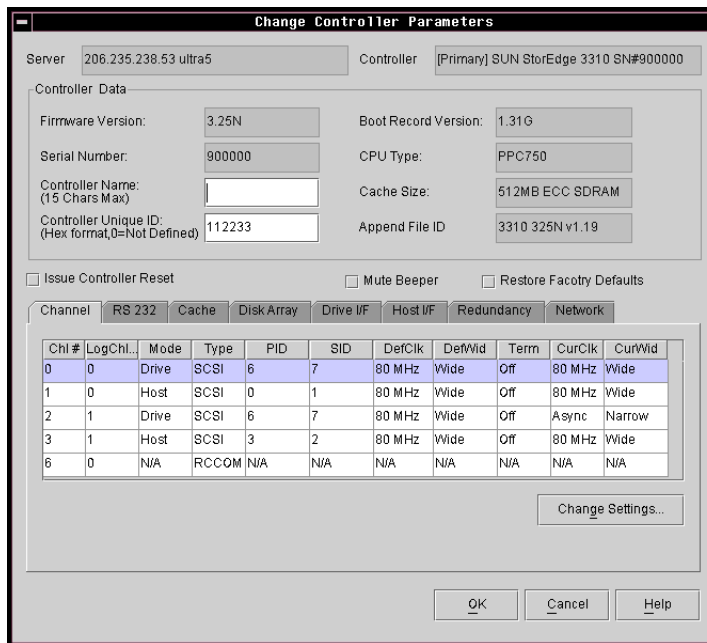 Change Controller Parameters
Server 206.235.238.53 ultra5 Controller [Primary] SUN StorEdge 3310 SN#900000
Controller Data
Firmware Version: 3.25N Boot Record Version: 1.31G
Serial Number: 900000 CPU Type: PPC750
Controller Name:
(15 Chars Max)
Cache Size: 512MB ECC SDRAM
Controller Unique ID:
(Hex format,0=Not Defined)
112233
Append File ID 3310 325N v1.19
Issue Controller Reset Mute Beeper Restore Facotry Defaults
Channel RS 232 Cache Disk Array Drive I/F Host I/F Redundancy Network
Chl # LogChl... Mode Type PID SID DefClk DefWid Term CurClk CurWid
0 0 Drive SCSI 6 7 80 MHz Wide Off 80 MHz Wide
1 0 Host SCSI 0 1 80 MHz Wide Off 80 MHz Wide
2 1 Drive SCSI 6 7 80 MHz Wide Off Async Narrow
3 1 Host SCSI 3 2 80 MHz Wide Off 80 MHz Wide
6 0 N/A RCCOM N/A N/A N/A N/A N/A N/A N/A
Change Settings...
OK Cancel Help